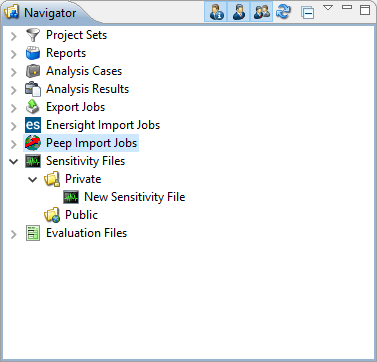 Navigator
Project Sets
Reports
Analysis Cases
Analysis Results
Export Jobs
es Enersight Import Jobs
Peep Import Jobs
Sensitivity Files
Private
New Sensitivity File
Public
Evaluation Files